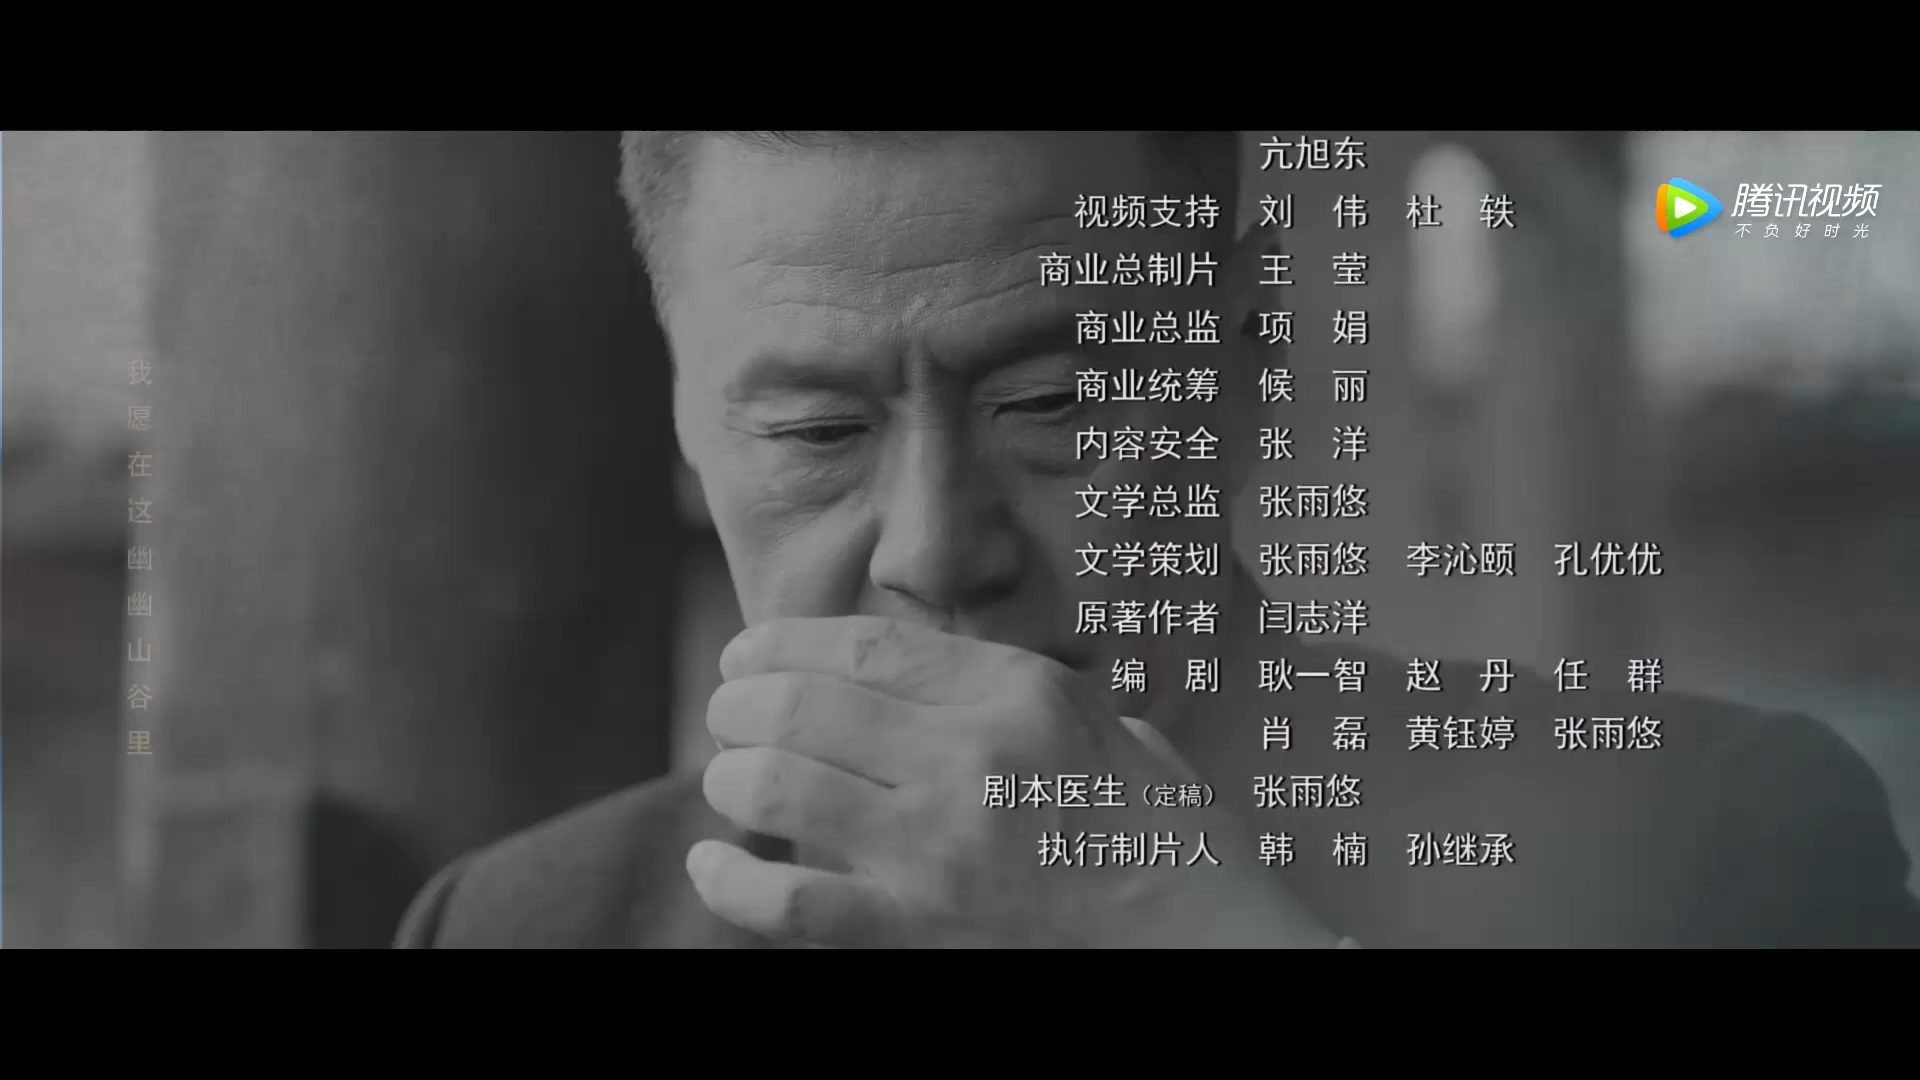 亢旭东
视频支持 刘 伟 杜 轶
商业总制片 王 莹
商业总监 项 娟
商业统筹 候 丽
内容安全 张 洋
文学总监 张雨悠
文学策划 张雨悠 李沁颐 孔优优
原著作者 闫志洋
编 剧 耿一智 赵 丹 任 群
肖 磊 黄钰婷 张雨悠
剧本医生（定稿） 张雨悠
执行制片人 韩 楠 孙继承
腾讯视频
不负好时光
我愿在这幽幽山谷里